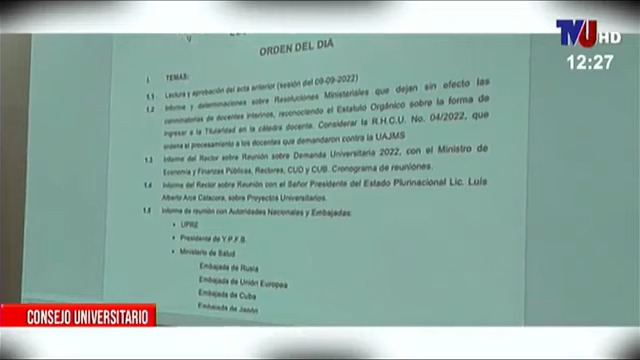 TVU HD
12:27
ORDEN DEL DIA
I. TEMAS:
1.1 Lectura y aprobación del acta anterior (sesión del 09-09-2022)
1.2 Informe y determinaciones sobre Resoluciones Ministeriales que dejan sin efecto las
conminatorias de docentes interinos, reconociendo el Estatuto Orgánico sobre la forma de
ingresar a la Titularidad en la cátedra docente. Considerar la R.H.C.U. No. 04/2022, que
ordena el procesamiento a los docentes que demandaron contra la UAJMS
1.3 Informe del Rector sobre Reunión sobre Demanda Universitaria 2022, con el Ministro de
Economía y Finanzas Públicas, Rectores, CUO y CUB. Cronograma de reuniones.
1.4 Informe del Rector sobre Reunión con el Señor Presidente del Estado Plurinacional Lic. Luis
Alberto Arce Catacora, sobre Proyectos Universitarios.
1.5 Informe de reunión con Autoridades Nacionales y Embajadas:
• UPRE
• Presidente de Y.P.F.B.
• Ministerio de Salud
Embajada de Rusia
Embajada de Unión Europea
Embajada de Cuba
Embajada de Japón
CONSEJO UNIVERSITARIO